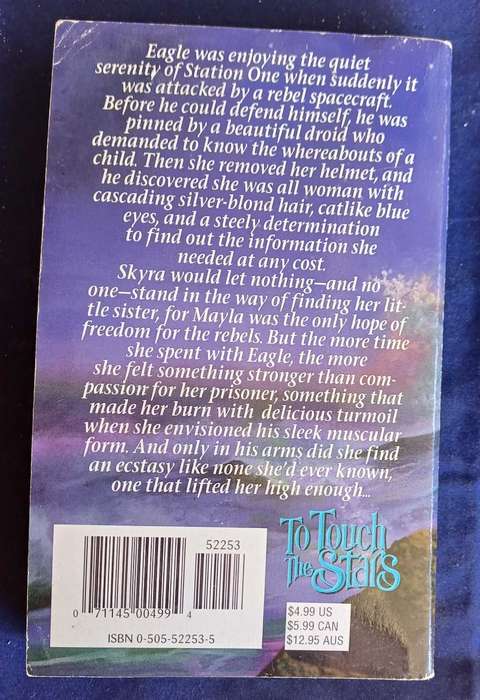 Eagle was enjoying the quiet
serenity of Station One when suddenly it
was attacked by a rebel spacecraft.
Before he could defend himself, he was
pinned by a beautiful droid who
demanded to know the whereabouts of a
child. Then she removed her helmet, and
he discovered she was all woman with
cascading silver-blond hair, catlike blue
eyes, and a steely determination
to find out the information she
needed at any cost.
Skyra would let nothing—and no
one—stand in the way of finding her lit-
tle sister, for Mayla was the only hope of
freedom for the rebels. But the more time
she spent with Eagle, the more
she felt something stronger than com-
passion for her prisoner, something that
made her burn with delicious turmoil
when she envisioned his sleek muscular
form. And only in his arms did she find
an ecstasy like none she'd ever known,
one that lifted her high enough...
To Touch
The Stars
52253
0 71145 00499 4
ISBN 0-505-52253-5
$4.99 US
$5.99 CAN
$12.95 AUS